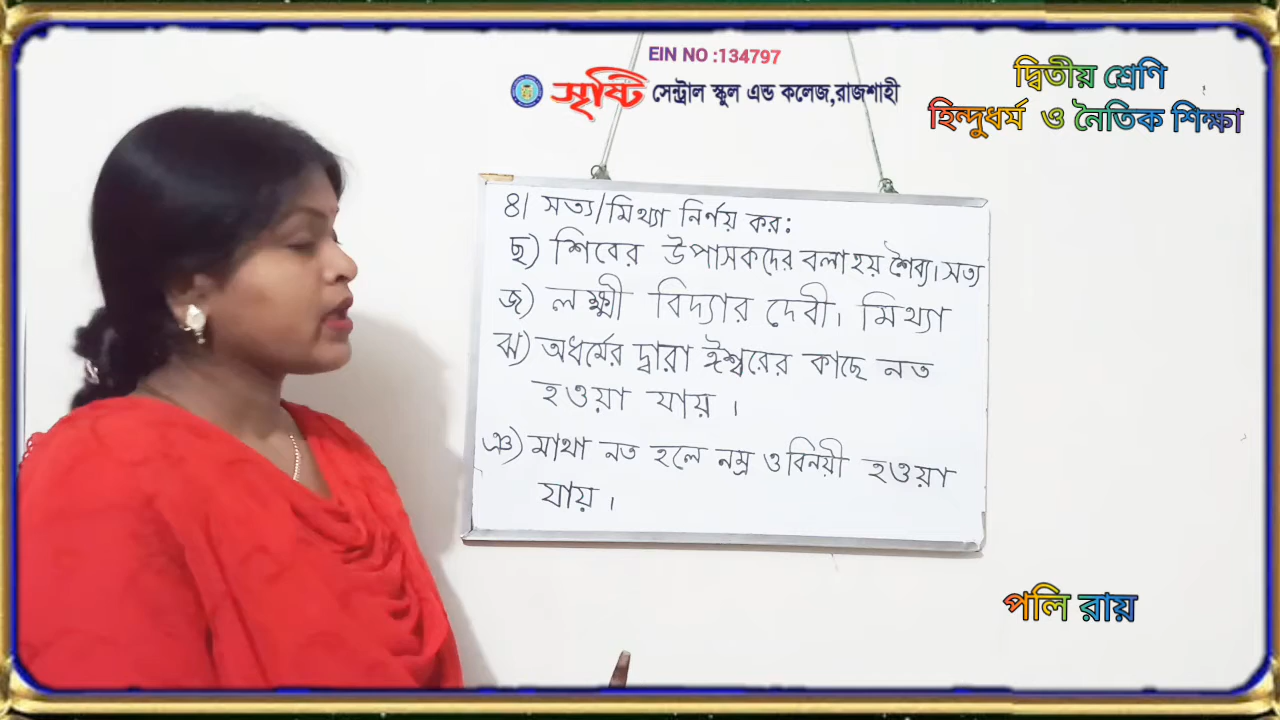 EIN NO :134797
সৃষ্টি সেন্ট্রাল স্কুল এন্ড কলেজ,রাজশাহী
দ্বিতীয় শ্রেণি
হিন্দুধর্ম ও নৈতিক শিক্ষা
৪। সত্য/মিথ্যা নির্ণয় কর:
ছ) শিবের উপাসকদের বলা হয় শৈব্য। সত্য
জ) লক্ষ্মী বিদ্যার দেবী। মিথ্যা
ঝ) অধর্মের দ্বারা ঈশ্বরের কাছে নত
হওয়া যায়।
ঞ) মাথা নত হলে নম্র ও বিনয়ী হওয়া
যায়।
পলি রায়